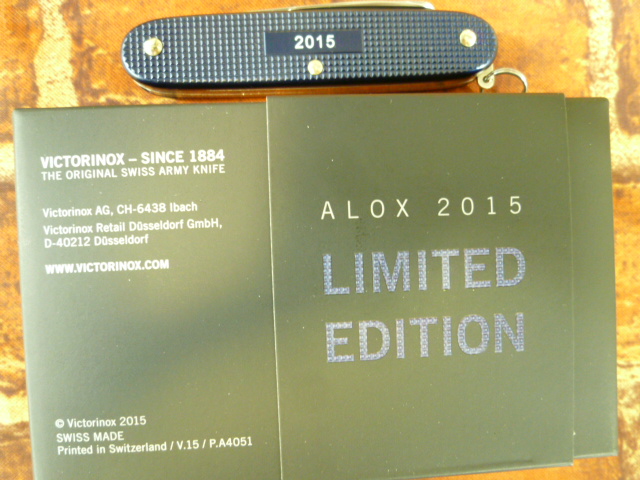 2015
VICTORINOX – SINCE 1884
THE ORIGINAL SWISS ARMY KNIFE
Victorinox AG, CH-6438 Ibach
Victorinox Retail Düsseldorf GmbH,
D-40212 Düsseldorf
WWW.VICTORINOX.COM
© Victorinox 2015
SWISS MADE
Printed in Switzerland / V.15 / P.A4051
ALOX 2015
LIMITED
EDITION